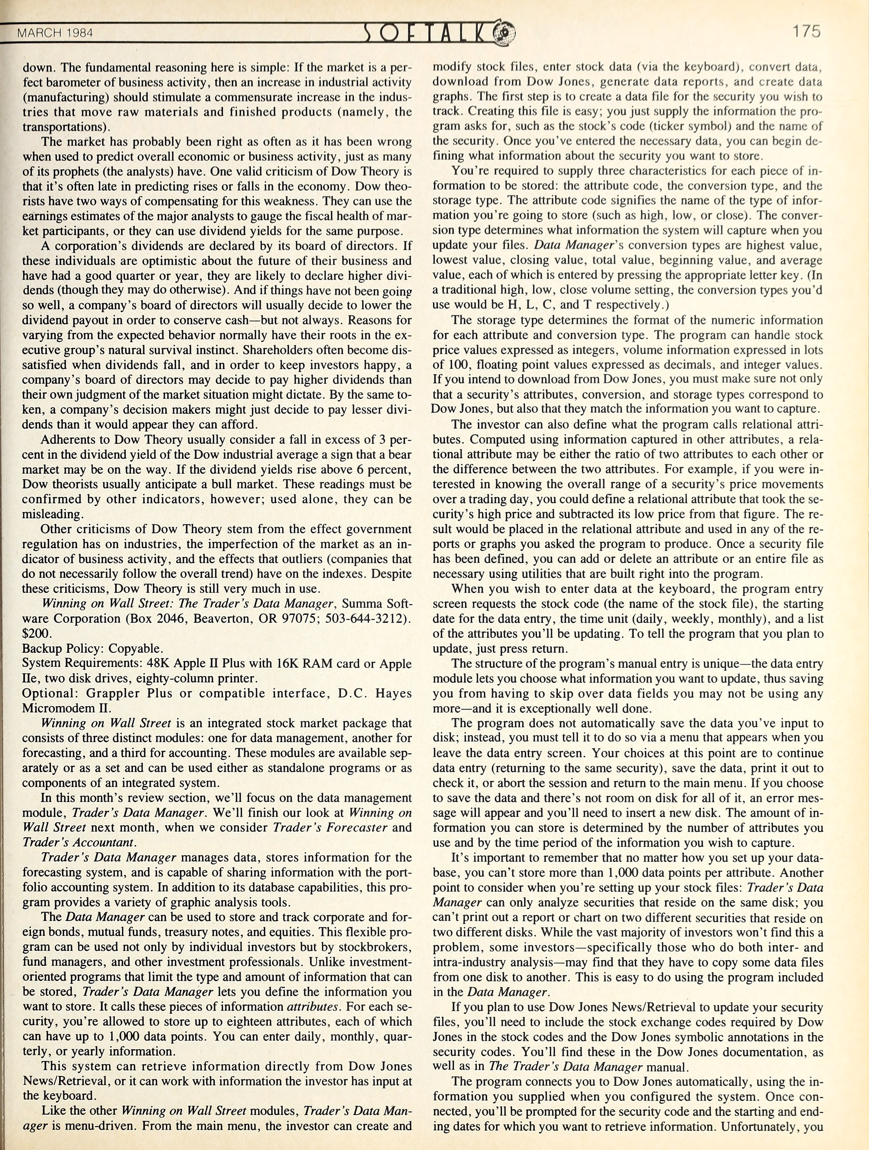 MARCH 1984
SOFTALK
175
down. The fundamental reasoning here is simple: If the market is a per-
fect barometer of business activity, then an increase in industrial activity
(manufacturing) should stimulate a commensurate increase in the indus-
tries that move raw materials and finished products (namely, the
transportations).
The market has probably been right as often as it has been wrong
when used to predict overall economic or business activity, just as many
of its prophets (the analysts) have. One valid criticism of Dow Theory is
that it's often late in predicting rises or falls in the economy. Dow theo-
rists have two ways of compensating for this weakness. They can use the
earnings estimates of the major analysts to gauge the fiscal health of mar-
ket participants, or they can use dividend yields for the same purpose.
A corporation's dividends are declared by its board of directors. If
these individuals are optimistic about the future of their business and
have had a good quarter or year, they are likely to declare higher divi-
dends (though they may do otherwise). And if things have not been going
so well, a company's board of directors will usually decide to lower the
dividend payout in order to conserve cash—but not always. Reasons for
varying from the expected behavior normally have their roots in the ex-
ecutive group's natural survival instinct. Shareholders often become dis-
satisfied when dividends fall, and in order to keep investors happy, a
company's board of directors may decide to pay higher dividends than
their own judgment of the market situation might dictate. By the same to-
ken, a company's decision makers might just decide to pay lesser divi-
dends than it would appear they can afford.
Adherents to Dow Theory usually consider a fall in excess of 3 per-
cent in the dividend yield of the Dow industrial average a sign that a bear
market may be on the way. If the dividend yields rise above 6 percent,
Dow theorists usually anticipate a bull market. These readings must be
confirmed by other indicators, however; used alone, they can be
misleading.
Other criticisms of Dow Theory stem from the effect government
regulation has on industries, the imperfection of the market as an in-
dicator of business activity, and the effects that outliers (companies that
do not necessarily follow the overall trend) have on the indexes. Despite
these criticisms, Dow Theory is still very much in use.
Winning on Wall Street: The Trader's Data Manager, Summa Soft-
ware Corporation (Box 2046, Beaverton, OR 97075; 503-644-3212).
$200.
Backup Policy: Copyable.
System Requirements: 48K Apple II Plus with 16K RAM card or Apple
IIe, two disk drives, eighty-column printer.
Optional: Grappler Plus or compatible interface, D.C. Hayes
Micromodem II.
Winning on Wall Street is an integrated stock market package that
consists of three distinct modules: one for data management, another for
forecasting, and a third for accounting. These modules are available sep-
arately or as a set and can be used either as standalone programs or as
components of an integrated system.
In this month's review section, we'll focus on the data management
module, Trader's Data Manager. We'll finish our look at Winning on
Wall Street next month, when we consider Trader's Forecaster and
Trader's Accountant.
Trader's Data Manager manages data, stores information for the
forecasting system, and is capable of sharing information with the port-
folio accounting system. In addition to its database capabilities, this pro-
gram provides a variety of graphic analysis tools.
The Data Manager can be used to store and track corporate and for-
eign bonds, mutual funds, treasury notes, and equities. This flexible pro-
gram can be used not only by individual investors but by stockbrokers,
fund managers, and other investment professionals. Unlike investment-
oriented programs that limit the type and amount of information that can
be stored, Trader's Data Manager lets you define the information you
want to store. It calls these pieces of information attributes. For each se-
curity, you're allowed to store up to eighteen attributes, each of which
can have up to 1,000 data points. You can enter daily, monthly, quar-
terly, or yearly information.
This system can retrieve information directly from Dow Jones
News/Retrieval, or it can work with information the investor has input at
the keyboard.
Like the other Winning on Wall Street modules, Trader's Data Man-
ager is menu-driven. From the main menu, the investor can create and
modify stock files, enter stock data (via the keyboard), convert data,
download from Dow Jones, generate data reports, and create data
graphs. The first step is to create a data file for the security you wish to
track. Creating this file is easy; you just supply the information the pro-
gram asks for, such as the stock's code (ticker symbol) and the name of
the security. Once you've entered the necessary data, you can begin de-
fining what information about the security you want to store.
You're required to supply three characteristics for each piece of in-
formation to be stored: the attribute code, the conversion type, and the
storage type. The attribute code signifies the name of the type of infor-
mation you're going to store (such as high, low, or close). The conver-
sion type determines what information the system will capture when you
update your files. Data Manager's conversion types are highest value,
lowest value, closing value, total value, beginning value, and average
value, each of which is entered by pressing the appropriate letter key. (In
a traditional high, low, close volume setting, the conversion types you'd
use would be H, L, C, and T respectively.)
The storage type determines the format of the numeric information
for each attribute and conversion type. The program can handle stock
price values expressed as integers, volume information expressed in lots
of 100, floating point values expressed as decimals, and integer values.
If you intend to download from Dow Jones, you must make sure not only
that a security's attributes, conversion, and storage types correspond to
Dow Jones, but also that they match the information you want to capture.
The investor can also define what the program calls relational attri-
butes. Computed using information captured in other attributes, a rela-
tional attribute may be either the ratio of two attributes to each other or
the difference between the two attributes. For example, if you were in-
terested in knowing the overall range of a security's price movements
over a trading day, you could define a relational attribute that took the se-
curity's high price and subtracted its low price from that figure. The re-
sult would be placed in the relational attribute and used in any of the re-
ports or graphs you asked the program to produce. Once a security file
has been defined, you can add or delete an attribute or an entire file as
necessary using utilities that are built right into the program.
When you wish to enter data at the keyboard, the program entry
screen requests the stock code (the name of the stock file), the starting
date for the data entry, the time unit (daily, weekly, monthly), and a list
of the attributes you'll be updating. To tell the program that you plan to
update, just press return.
The structure of the program's manual entry is unique—the data entry
module lets you choose what information you want to update, thus saving
you from having to skip over data fields you may not be using any
more—and it is exceptionally well done.
The program does not automatically save the data you've input to
disk; instead, you must tell it to do so via a menu that appears when you
leave the data entry screen. Your choices at this point are to continue
data entry (returning to the same security), save the data, print it out to
check it, or abort the session and return to the main menu. If you choose
to save the data and there's not room on disk for all of it, an error mes-
sage will appear and you'll need to insert a new disk. The amount of in-
formation you can store is determined by the number of attributes you
use and by the time period of the information you wish to capture.
It's important to remember that no matter how you set up your data-
base, you can't store more than 1,000 data points per attribute. Another
point to consider when you're setting up your stock files: Trader's Data
Manager can only analyze securities that reside on the same disk; you
can't print out a report or chart on two different securities that reside on
two different disks. While the vast majority of investors won't find this a
problem, some investors—specifically those who do both inter- and
intra-industry analysis—may find that they have to copy some data files
from one disk to another. This is easy to do using the program included
in the Data Manager.
If you plan to use Dow Jones News/Retrieval to update your security
files, you'll need to include the stock exchange codes required by Dow
Jones in the stock codes and the Dow Jones symbolic annotations in the
security codes. You'll find these in the Dow Jones documentation, as
well as in The Trader's Data Manager manual.
The program connects you to Dow Jones automatically, using the in-
formation you supplied when you configured the system. Once con-
nected, you'll be prompted for the security code and the starting and end-
ing dates for which you want to retrieve information. Unfortunately, you